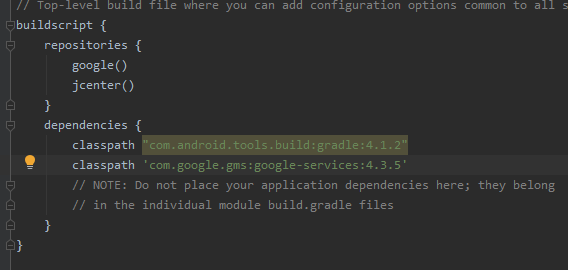 // Top-level build file where you can add configuration options common to all s
buildscript {
    repositories {
        google()
        jcenter()
    }
    dependencies {
        classpath "com.android.tools.build:gradle:4.1.2"
        classpath 'com.google.gms:google-services:4.3.5'
        // NOTE: Do not place your application dependencies here; they belong
        // in the individual module build.gradle files
    }
}